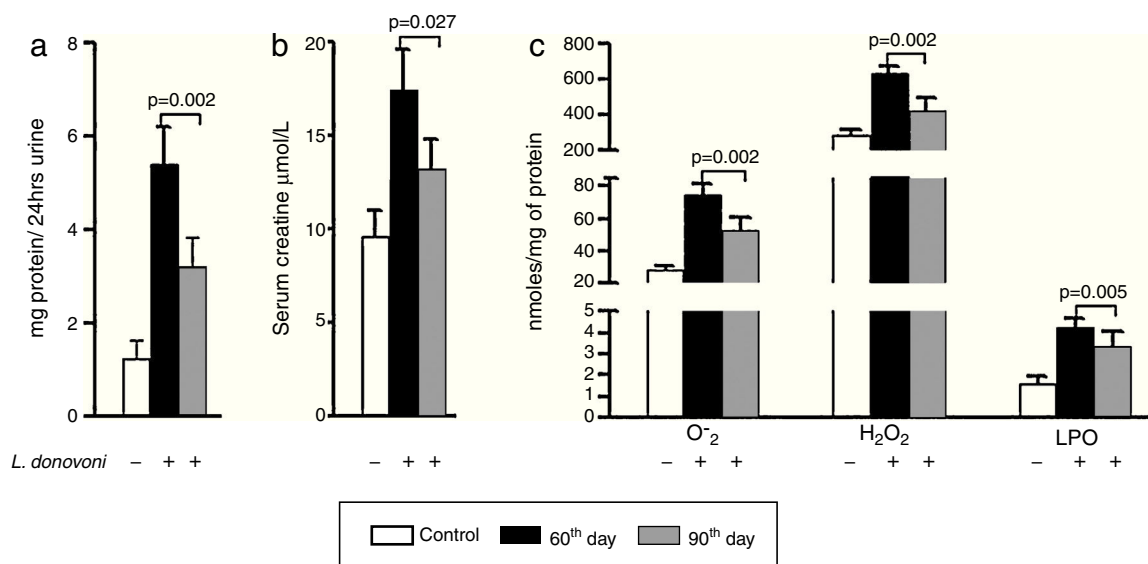 a
8
6
4
2
0
mg protein/ 24hrs urine
p=0.002
b
20
15
10
5
0
Serum creatine μmol/L
p=0.027
c
800
600
400
200
80
60
40
20
5
4
3
2
1
0
nmoles/mg of protein
p=0.002
p=0.002
p=0.005
O⁻₂ H₂O₂ LPO
L. donovoni – + + – + + – + + – + + – + +
Control 60th day 90th day